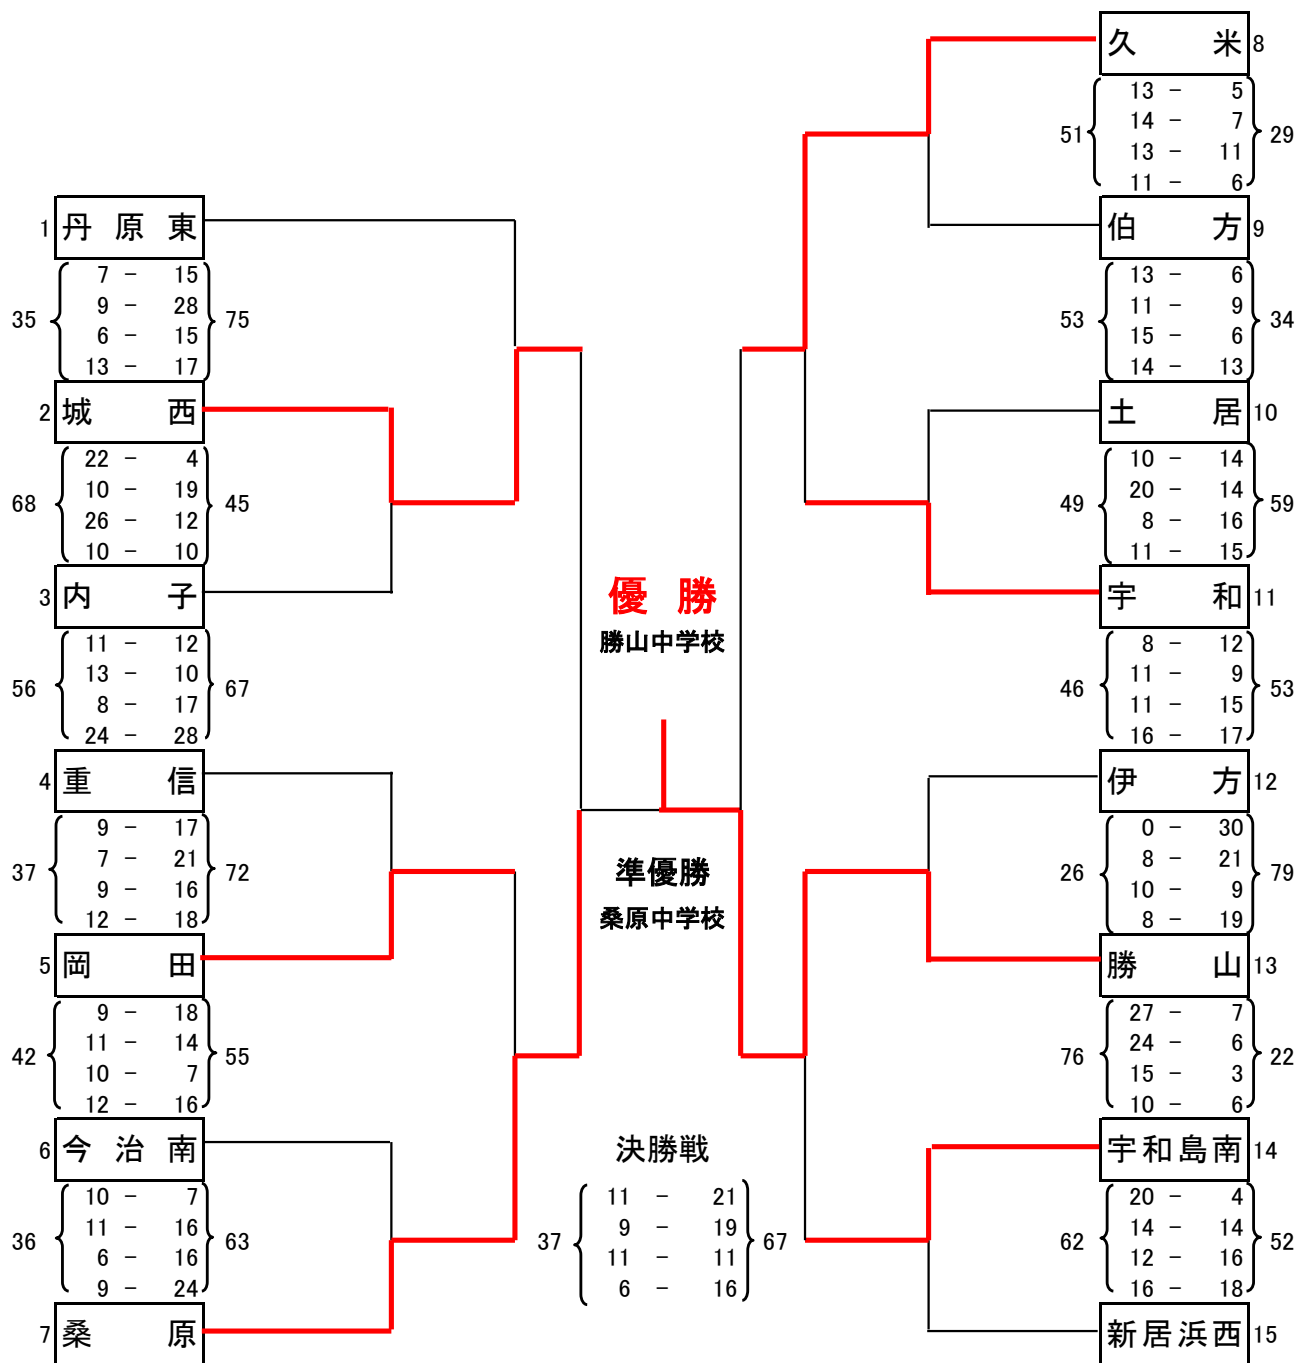 1 丹原東
7 － 15
9 － 28
35 6 － 15 75
13 － 17
2 城西
22 － 4
10 － 19
68 26 － 12 45
10 － 10
3 内子
11 － 12
13 － 10
56 8 － 17 67
24 － 28
4 重信
9 － 17
7 － 21
37 9 － 16 72
12 － 18
5 岡田
9 － 18
11 － 14
42 10 － 7 55
12 － 16
6 今治南
10 － 7
11 － 16
36 6 － 16 63
9 － 24
7 桑原
優勝
勝山中学校
準優勝
桑原中学校
決勝戦
11 － 21
9 － 19
37 11 － 11 67
6 － 16
久米 8
13 － 5
14 － 7
51 13 － 11 29
11 － 6
伯方 9
13 － 6
11 － 9
53 15 － 6 34
14 － 13
土居 10
10 － 14
20 － 14
49 8 － 16 59
11 － 15
宇和 11
8 － 12
11 － 9
46 11 － 15 53
16 － 17
伊方 12
0 － 30
8 － 21
26 10 － 9 79
8 － 19
勝山 13
27 － 7
24 － 6
76 15 － 3 22
10 － 6
宇和島南 14
20 － 4
14 － 14
62 12 － 16 52
16 － 18
新居浜西 15